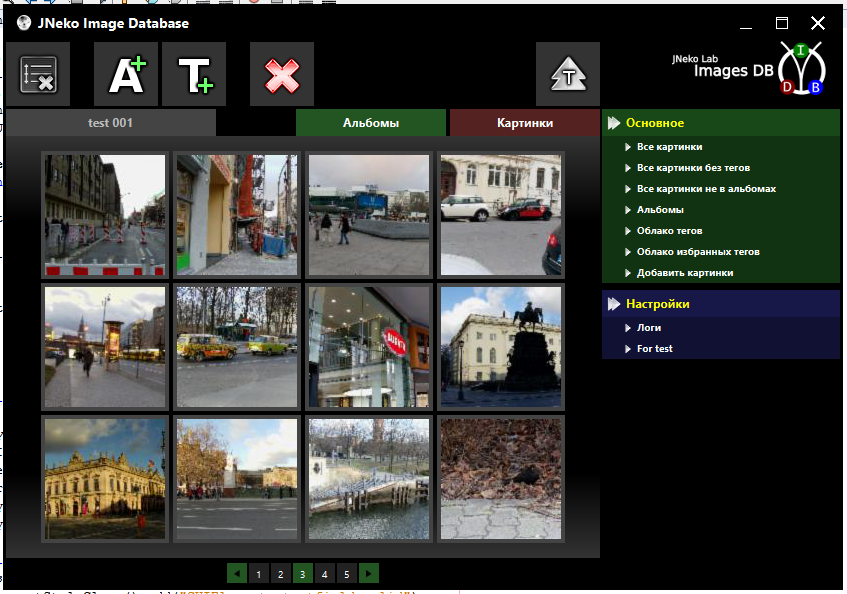 JNeko Image Database
A+
T+
T
JNeko Lab
Images DB
I
D
B
test 001
Альбомы
Картинки
Основное
Все картинки
Все картинки без тегов
Все картинки не в альбомах
Альбомы
Облако тегов
Облако избранных тегов
Добавить картинки
Настройки
Логи
For test
1 2 3 4 5